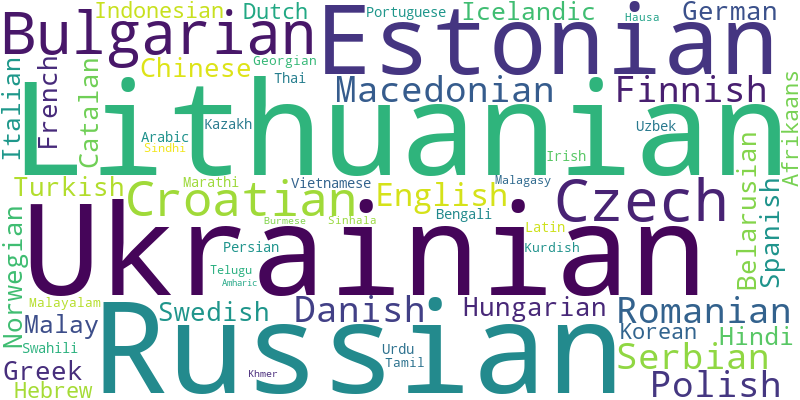 Indonesian
Dutch
Portuguese
Icelandic
Hausa
German
Bulgarian
Estonian
Italian
French
Catalan
Chinese
Georgian
Thai
Macedonian
Finnish
Afrikaans
Lithuanian
Arabic
Sindhi
Kazakh
Uzbek
Irish
Belarusian
Spanish
Turkish
Croatian
Marathi
Vietnamese
English
Malagasy
Czech
Burmese
Sinhala
Bengali
Latin
Norwegian
Ukrainian
Persian
Kurdish
Telugu
Amharic
Malayalam
Malay
Swedish
Danish
Hungarian
Romanian
Russian
Korean
Hindi
Swahili
Urdu
Tamil
Serbian
Greek
Khmer
Hebrew
Polish